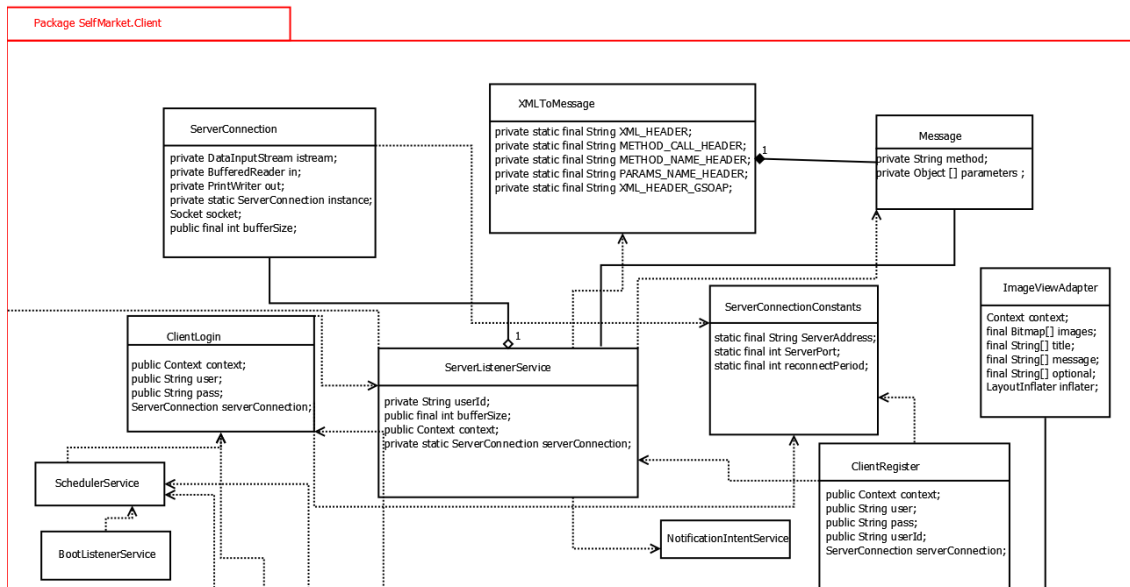 Package SelfMarket.Client
XMLToMessage
private static final String XML_HEADER;
private static final String METHOD_CALL_HEADER;
private static final String METHOD_NAME_HEADER;
private static final String PARAMS_NAME_HEADER;
private static final String XML_HEADER_GSOAP;
1
ServerConnection
private DataInputStream istream;
private BufferedReader in;
private PrintWriter out;
private static ServerConnection instance;
Socket socket;
public final int bufferSize;
Message
private String method;
private Object [] parameters ;
ImageViewAdapter
Context context;
final Bitmap[] images;
final String[] title;
final String[] message;
final String[] optional;
LayoutInflater inflater;
ServerConnectionConstants
static final String ServerAddress;
static final int ServerPort;
static final int reconnectPeriod;
ClientLogin
public Context context;
public String user;
public String pass;
ServerConnection serverConnection;
1
ServerListenerService
private String userId;
public final int bufferSize;
public Context context;
private static ServerConnection serverConnection;
ClientRegister
public Context context;
public String user;
public String pass;
public String userId;
ServerConnection serverConnection;
SchedulerService
BootListenerService
NotificationIntentService